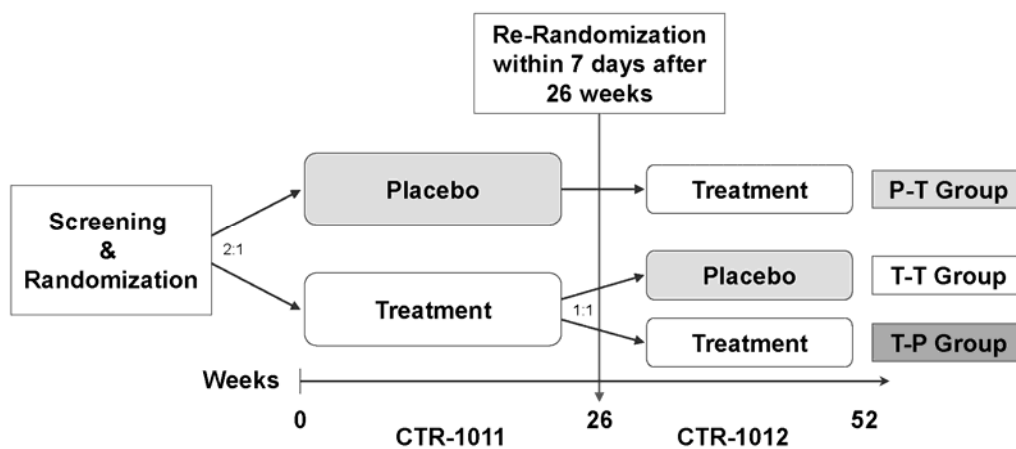 Re-Randomization
within 7 days after
26 weeks
Placebo
Treatment
P-T Group
Screening
&
Randomization
2:1
Placebo
T-T Group
Treatment
1:1
Treatment
T-P Group
Weeks
0
26
52
CTR-1011
CTR-1012